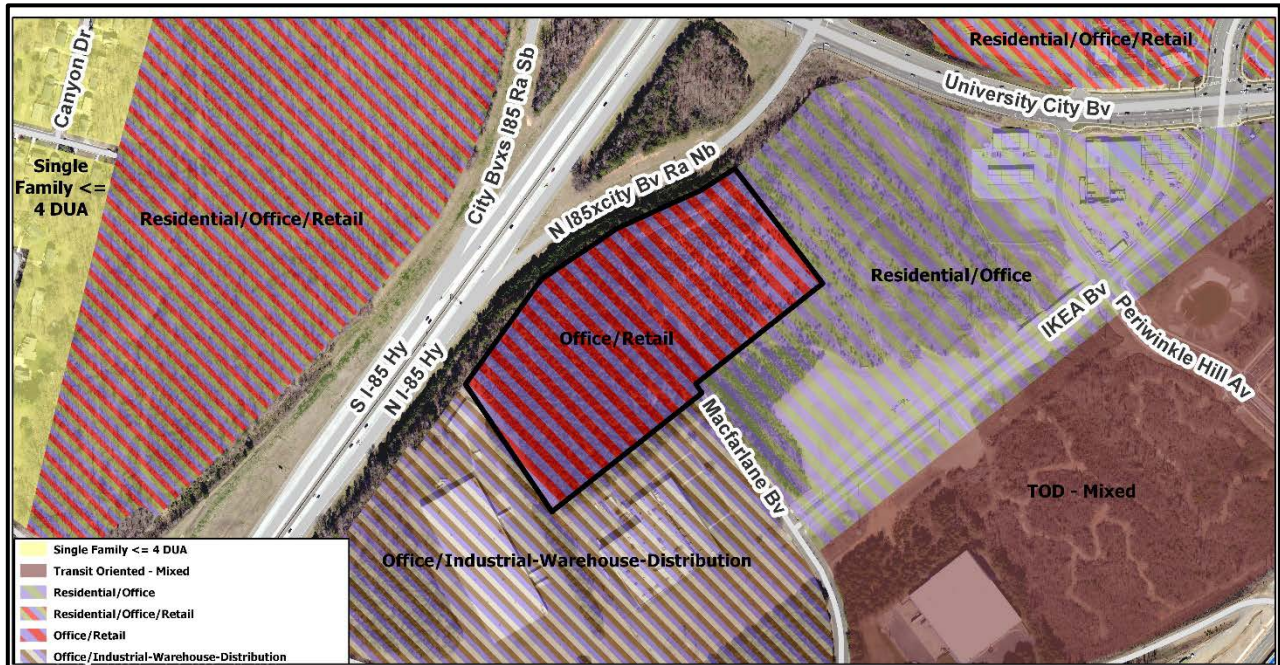 Canyon Dr
City Bvxs I85 Ra Sb
Residential/Office/Retail
University City Bv
Single
Family <=
4 DUA
Residential/Office/Retail
N I85xcity Bv Ra Nb
Residential/Office
IKEA Bv
Periwinkle Hill Av
S I-85 Hy
N I-85 Hy
Office/Retail
Macfarlane Bv
TOD - Mixed
Office/Industrial-Warehouse-Distribution
Single Family <= 4 DUA
Transit Oriented - Mixed
Residential/Office
Residential/Office/Retail
Office/Retail
Office/Industrial-Warehouse-Distribution